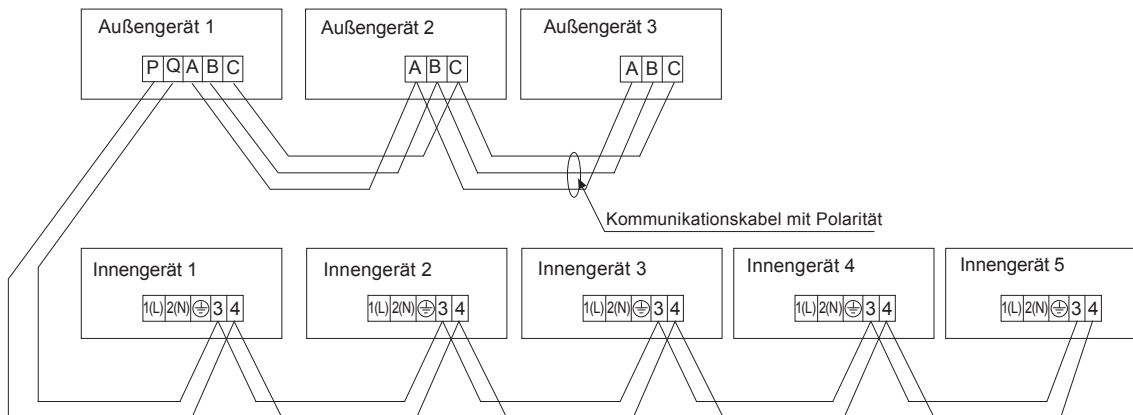 Außengerät 1
Außengerät 2
Außengerät 3
P Q A B C
A B C
A B C
Kommunikationskabel mit Polarität
Innengerät 1
Innengerät 2
Innengerät 3
Innengerät 4
Innengerät 5
1(L) 2(N) 3 4
1(L) 2(N) 3 4
1(L) 2(N) 3 4
1(L) 2(N) 3 4
1(L) 2(N) 3 4